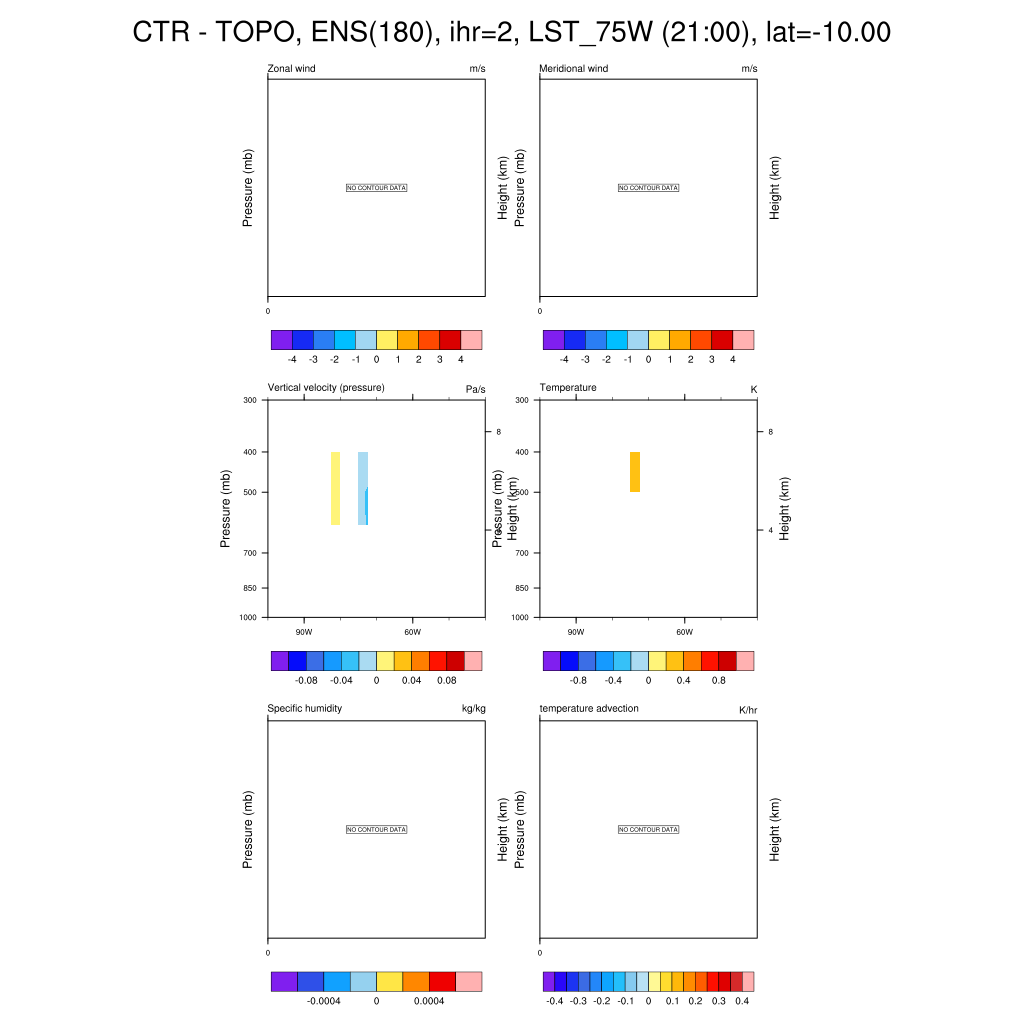 CTR - TOPO, ENS(180), ihr=2, LST_75W (21:00), lat=-10.00
Zonal wind m/s
Pressure (mb)
NO CONTOUR DATA
Height (km)
0
-4 -3 -2 -1 0 1 2 3 4
Meridional wind m/s
Pressure (mb)
NO CONTOUR DATA
Height (km)
0
-4 -3 -2 -1 0 1 2 3 4
Vertical velocity (pressure) Pa/s
Pressure (mb)
300
400
500
700
850
1000
8
Height (km)
90W 60W
-0.08 -0.04 0 0.04 0.08
Temperature K
Pressure (mb)
300
400
500
700
850
1000
8
4
Height (km)
90W 60W
-0.8 -0.4 0 0.4 0.8
Specific humidity kg/kg
Pressure (mb)
NO CONTOUR DATA
Height (km)
0
-0.0004 0 0.0004
temperature advection K/hr
Pressure (mb)
NO CONTOUR DATA
Height (km)
0
-0.4 -0.3 -0.2 -0.1 0 0.1 0.2 0.3 0.4